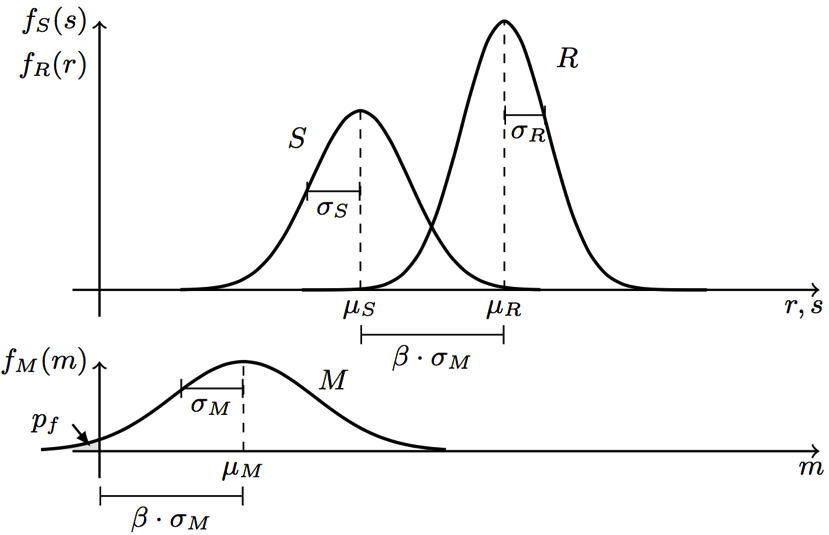 f_S(s)
f_R(r)
R
S
σ_R
σ_S
μ_S
μ_R
r, s
β · σ_M
f_M(m)
M
σ_M
p_f
μ_M
m
β · σ_M